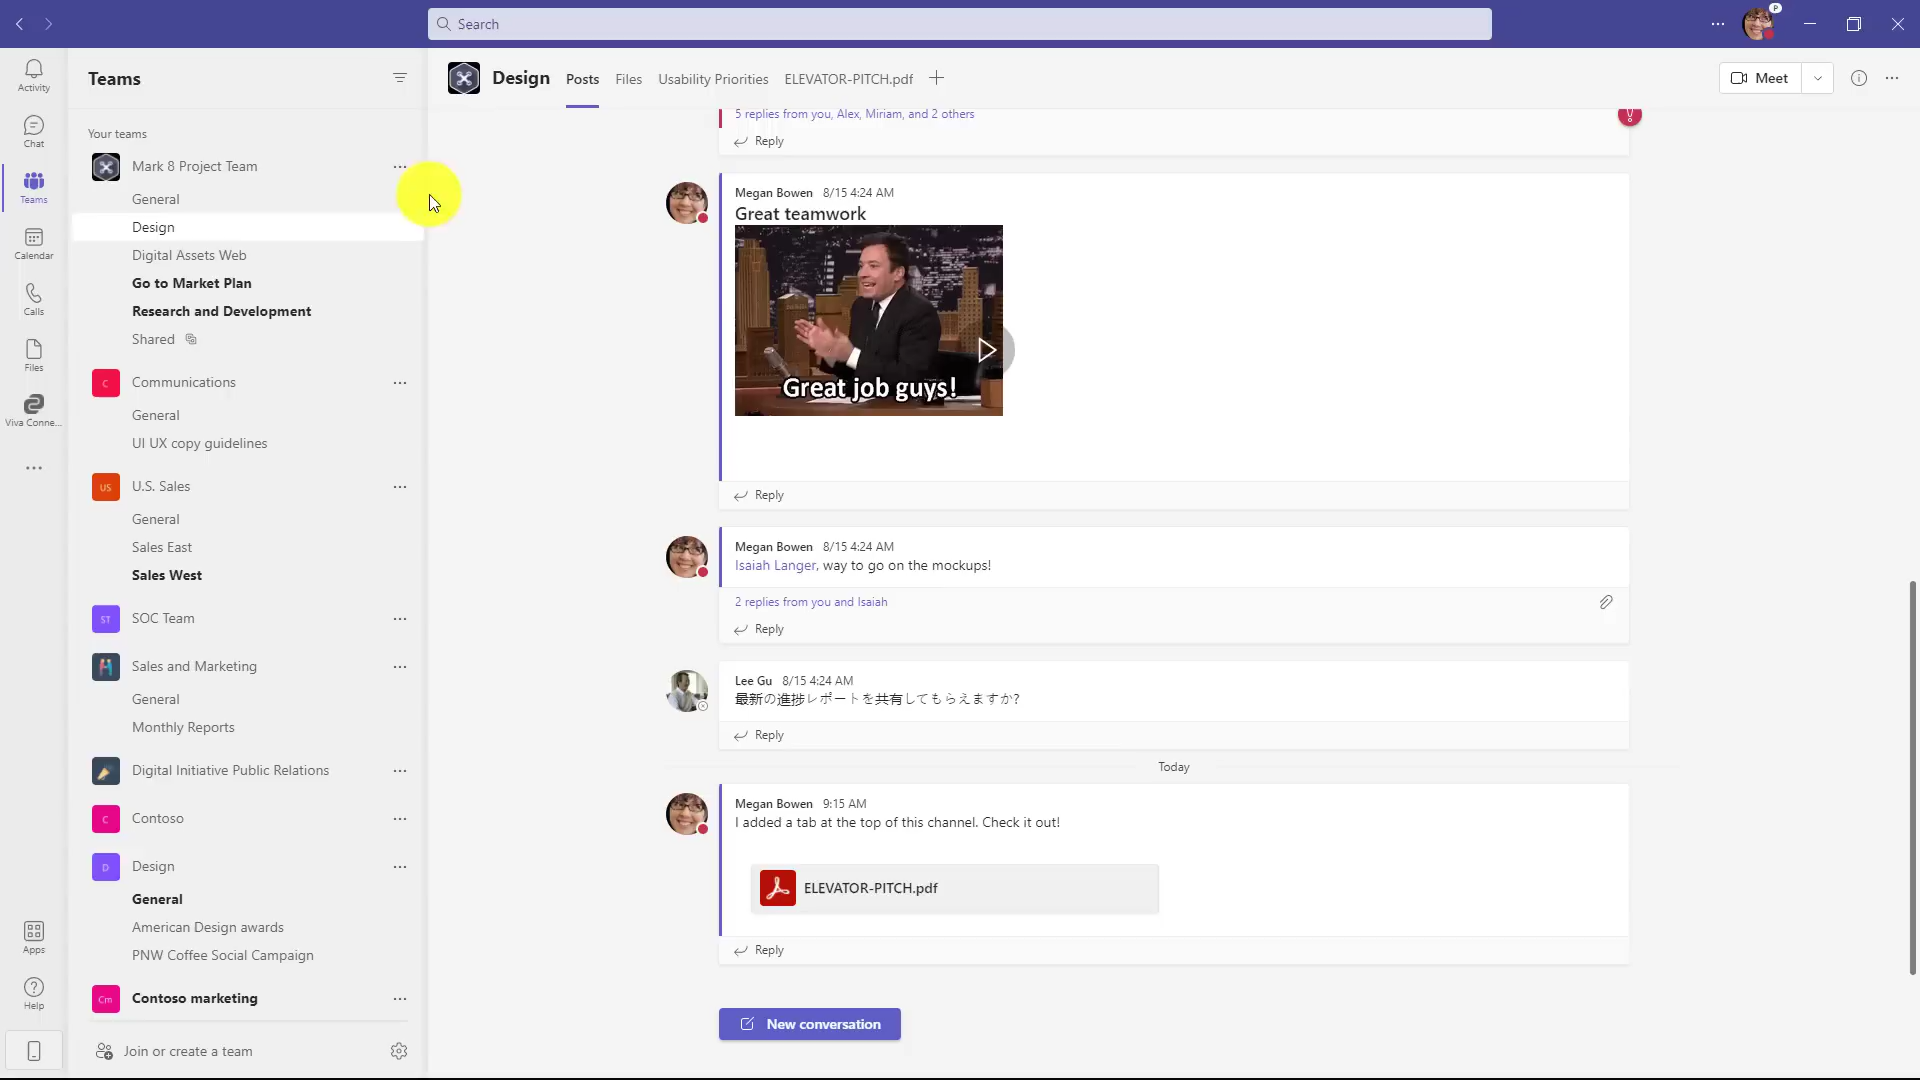 Search
P
Activity
Chat
Teams
Calendar
Calls
Files
Viva Conne...
Apps
Help
Teams
Your teams
Mark 8 Project Team
General
Design
Digital Assets Web
Go to Market Plan
Research and Development
Shared
C
Communications
General
UI UX copy guidelines
US
U.S. Sales
General
Sales East
Sales West
ST
SOC Team
Sales and Marketing
General
Monthly Reports
Digital Initiative Public Relations
C
Contoso
D
Design
General
American Design awards
PNW Coffee Social Campaign
Cm
Contoso marketing
Join or create a team
Design Posts Files Usability Priorities ELEVATOR-PITCH.pdf
Meet
5 replies from you, Alex, Miriam, and 2 others
Reply
Megan Bowen 8/15 4:24 AM
Great teamwork
Great job guys!
Reply
Megan Bowen 8/15 4:24 AM
Isaiah Langer, way to go on the mockups!
2 replies from you and Isaiah
Reply
Lee Gu 8/15 4:24 AM
最新の進捗レポートを共有してもらえますか?
Reply
Today
Megan Bowen 9:15 AM
I added a tab at the top of this channel. Check it out!
ELEVATOR-PITCH.pdf
Reply
New conversation